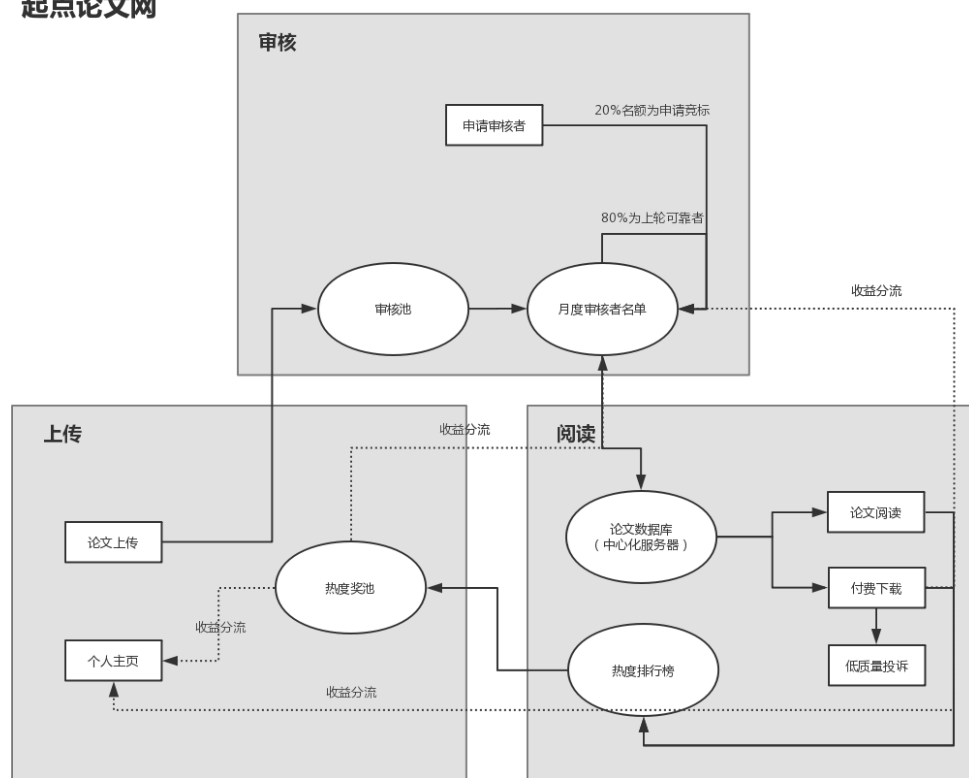 起点论文网
审核
申请审核者
20%名额为申请竞标
80%为上轮可靠者
审核池
月度审核者名单
收益分流
上传
收益分流
阅读
论文上传
热度奖池
论文数据库
（中心化服务器）
论文阅读
付费下载
收益分流
个人主页
热度排行榜
低质量投诉
收益分流